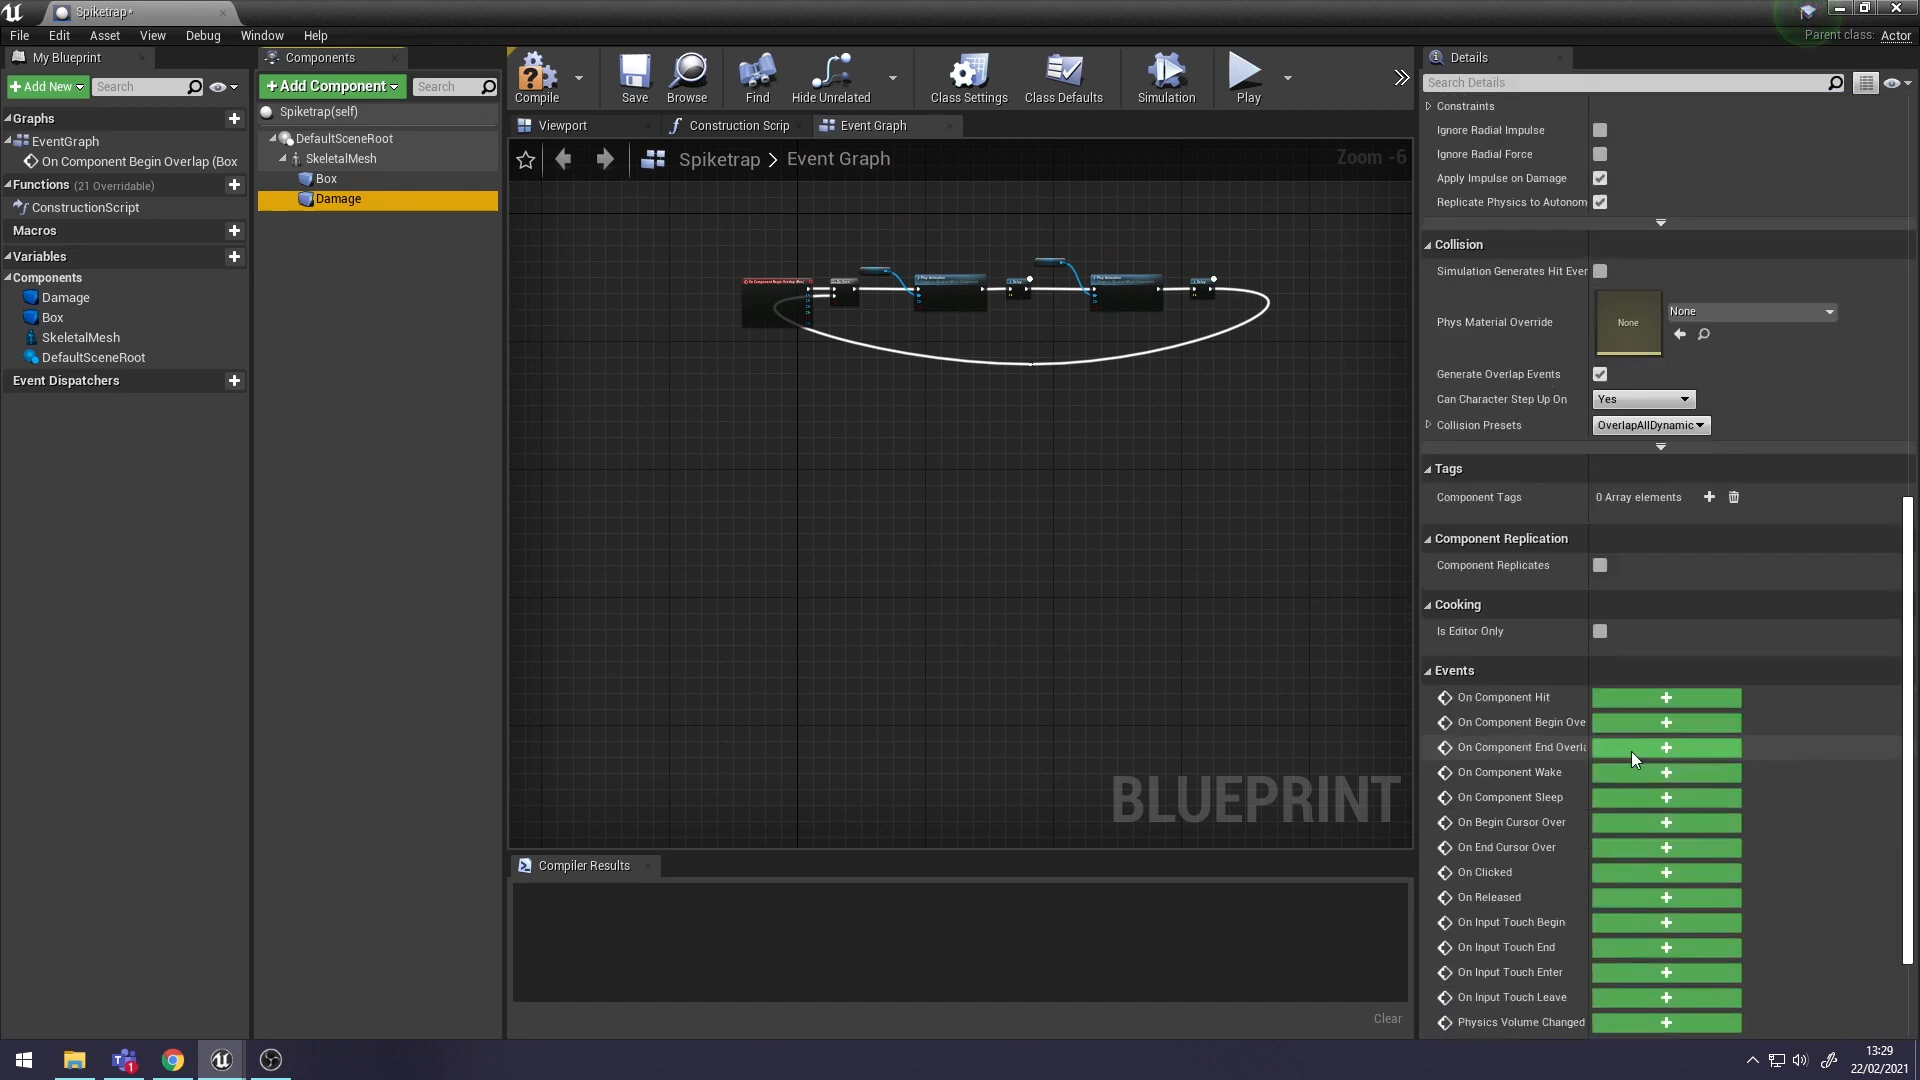 Spiketrap*
File Edit Asset View Debug Window Help
Parent class: Actor
My Blueprint
Add New
Search
Graphs
EventGraph
On Component Begin Overlap (Box
Functions (21 Overridable)
ConstructionScript
Macros
Variables
Components
Damage
Box
SkeletalMesh
DefaultSceneRoot
Event Dispatchers
Components
+Add Component
Search
Spiketrap(self)
DefaultSceneRoot
SkeletalMesh
Box
Damage
Compile
Save
Browse
Find
Hide Unrelated
Class Settings
Class Defaults
Simulation
Play
Viewport
Construction Scrip
Event Graph
Spiketrap > Event Graph
Zoom -6
BLUEPRINT
Compiler Results
Clear
Details
Search Details
Constraints
Ignore Radial Impulse
Ignore Radial Force
Apply Impulse on Damage
Replicate Physics to Autonom
Collision
Simulation Generates Hit Ever
Phys Material Override
None
None
Generate Overlap Events
Can Character Step Up On
Yes
Collision Presets
OverlapAllDynamic
Tags
Component Tags
0 Array elements
Component Replication
Component Replicates
Cooking
Is Editor Only
Events
On Component Hit
On Component Begin Ove
On Component End Overla
On Component Wake
On Component Sleep
On Begin Cursor Over
On End Cursor Over
On Clicked
On Released
On Input Touch Begin
On Input Touch End
On Input Touch Enter
On Input Touch Leave
Physics Volume Changed
1
13:29
22/02/2021